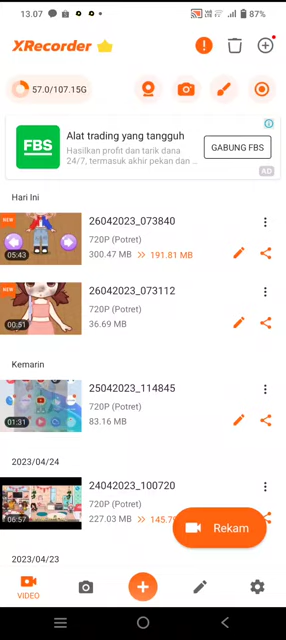 13.07
87%
XRecorder
57.0/107.15G
FBS
Alat trading yang tangguh
Hasilkan profit dan tarik dana
24/7, termasuk akhir pekan dan ...
GABUNG FBS
AD
Hari Ini
NEW
05:43
26042023_073840
720P (Potret)
300.47 MB >> 191.81 MB
NEW
00:51
26042023_073112
720P (Potret)
36.69 MB
Kemarin
01:31
25042023_114845
720P (Potret)
83.16 MB
2023/04/24
06:57
24042023_100720
720P (Potret)
227.03 MB >> 145.7
Rekam
2023/04/23
VIDEO